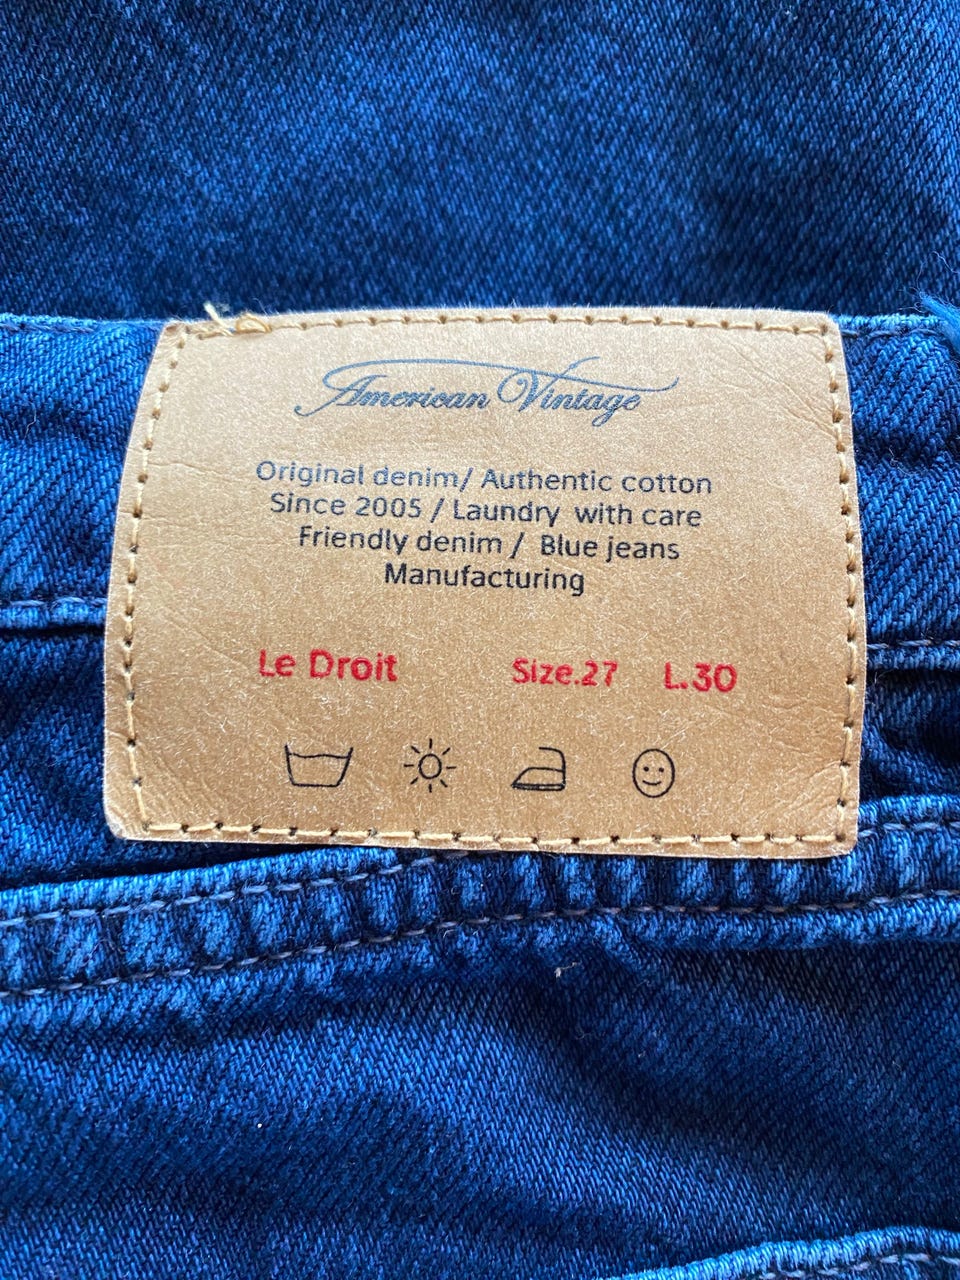 American Vintage
Original denim/ Authentic cotton
Since 2005 / Laundry with care
Friendly denim / Blue jeans
Manufacturing
Le Droit Size.27 L.30